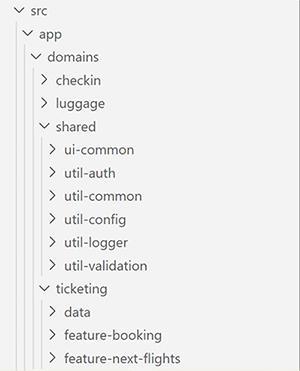 src
app
domains
checkin
luggage
shared
ui-common
util-auth
util-common
util-config
util-logger
util-validation
ticketing
data
feature-booking
feature-next-flights